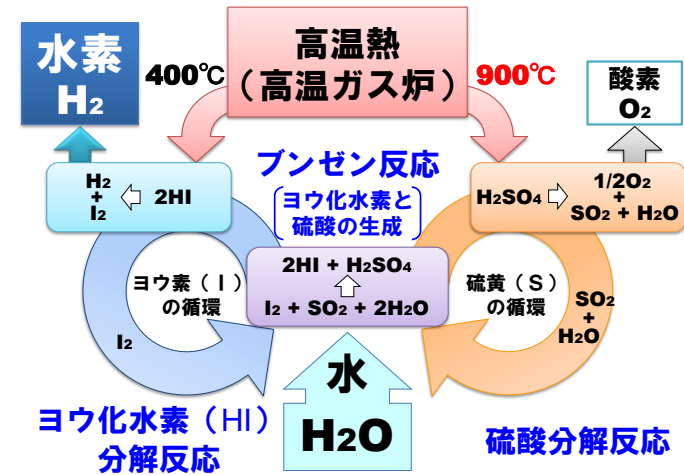 水素
H₂
400℃
高温熱
（高温ガス炉）
900℃
酸素
O₂
ブンゼン反応
ヨウ化水素と
硫酸の生成
H₂
+
I₂
2HI
H₂SO₄
1/2O₂
+
SO₂ + H₂O
2HI + H₂SO₄
I₂ + SO₂ + 2H₂O
ヨウ素（Ｉ）
の循環
硫黄（Ｓ）
の循環
I₂
SO₂
+
H₂O
水
H₂O
ヨウ化水素（HI）
分解反応
硫酸分解反応